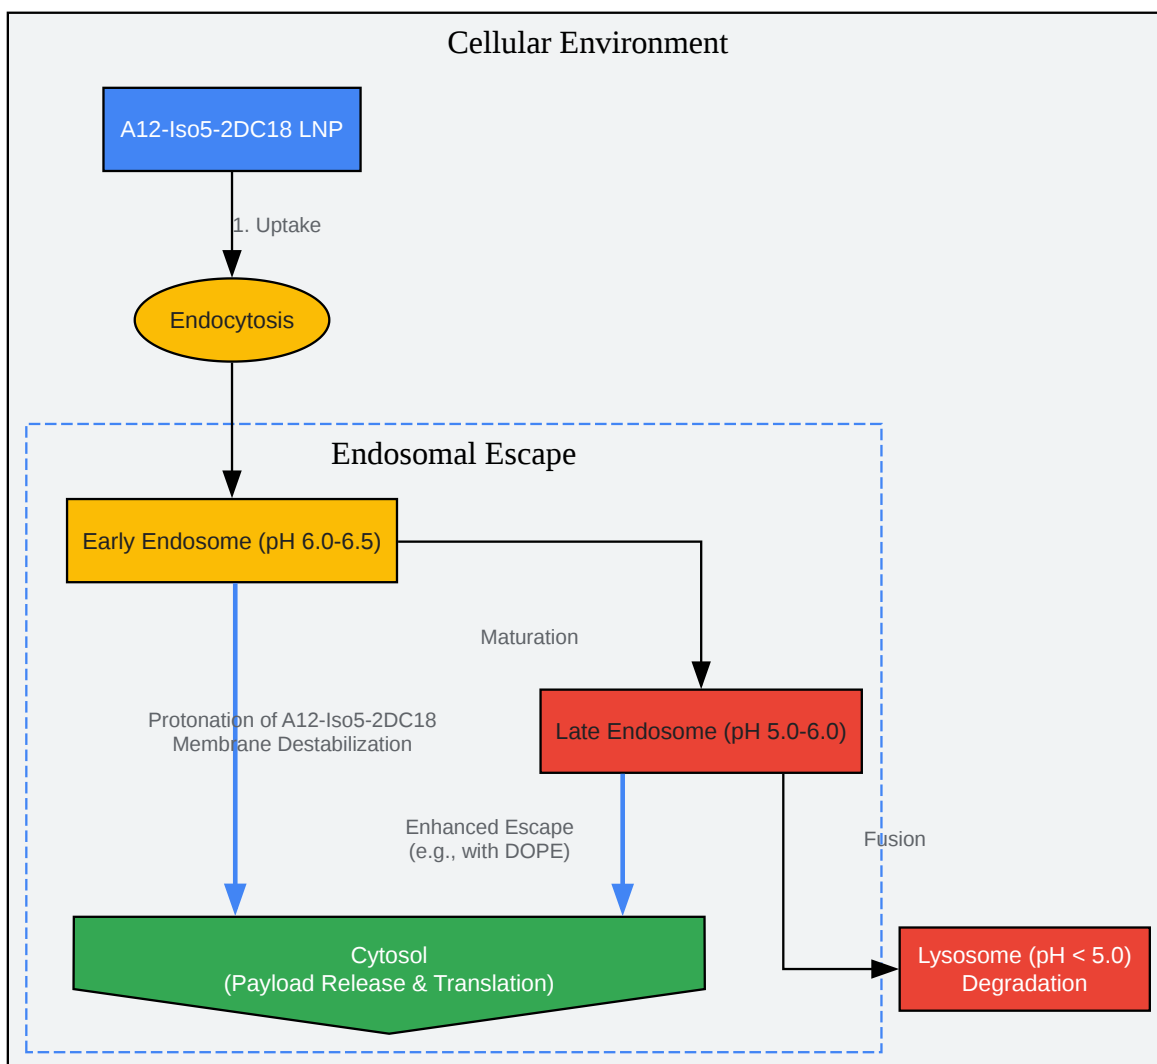 Cellular Environment
A12-Iso5-2DC18 LNP
1. Uptake
Endocytosis
Endosomal Escape
Early Endosome (pH 6.0-6.5)
Maturation
Protonation of A12-Iso5-2DC18
Membrane Destabilization
Late Endosome (pH 5.0-6.0)
Enhanced Escape
(e.g., with DOPE)
Fusion
Cytosol
(Payload Release & Translation)
Lysosome (pH < 5.0)
Degradation